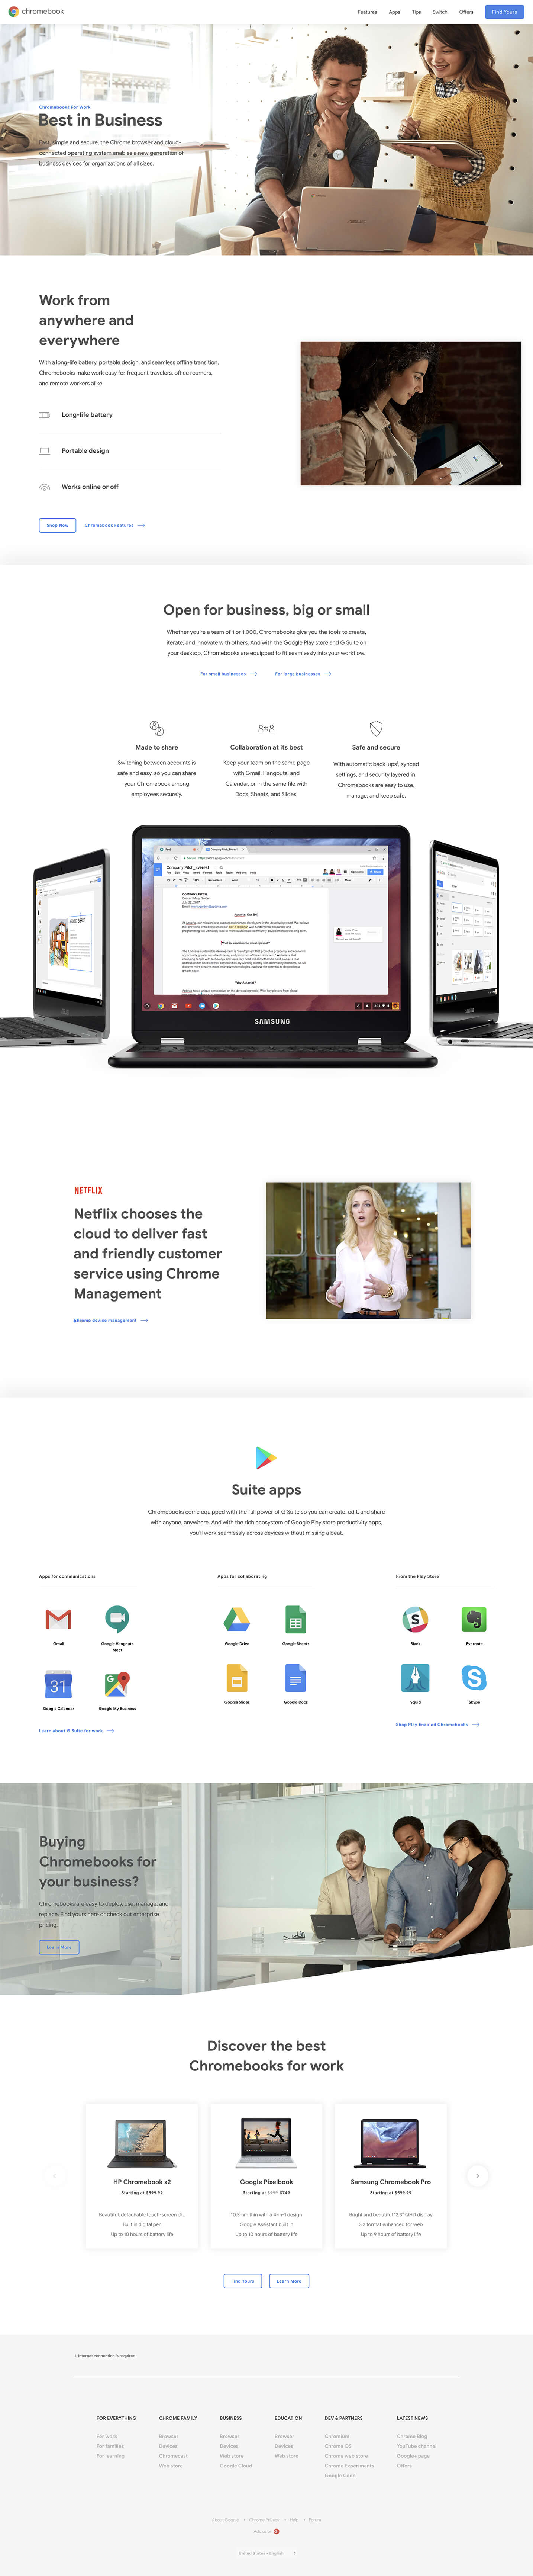 chromebook
Features Apps Tips Switch Offers Find Yours
Chromebooks For Work
Best in Business
Fast, simple and secure, the Chrome browser and cloud-
connected operating system enables a new generation of
business devices for organizations of all sizes.
Work from
anywhere and
everywhere
With a long-life battery, portable design, and seamless offline transition,
Chromebooks make work easy for frequent travelers, office roamers,
and remote workers alike.
Long-life battery
Portable design
Works online or off
Shop Now Chromebook Features
Open for business, big or small
Whether you're a team of 1 or 1,000, Chromebooks give you the tools to create,
iterate, and innovate with others. And with the Google Play store and G Suite on
your desktop, Chromebooks are equipped to fit seamlessly into your workflow.
For small businesses For large businesses
Made to share
Switching between accounts is
safe and easy, so you can share
your Chromebook among
employees securely.
Collaboration at its best
Keep your team on the same page
with Gmail, Hangouts, and
Calendar, or in the same file with
Docs, Sheets, and Slides.
Safe and secure
With automatic back-ups¹, synced
settings, and security layered in,
Chromebooks are easy to use,
manage, and keep safe.
Company Pitch_Everest
COMPANY PITCH
What is sustainable development?
Why Apteral?
SAMSUNG
NETFLIX
Netflix chooses the
cloud to deliver fast
and friendly customer
service using Chrome
Management
device management
Suite apps
Chromebooks come equipped with the full power of G Suite so you can create, edit, and share
with anyone, anywhere. And with the rich ecosystem of Google Play store productivity apps,
you'll work seamlessly across devices without missing a beat.
Apps for communications
Gmail
Google Hangouts
Meet
31
Google Calendar
Google My Business
Learn about G Suite for work
Apps for collaborating
Google Drive
Google Sheets
Google Slides
Google Docs
From the Play Store
Slack
Evernote
Squid
Skype
Shop Play Enabled Chromebooks
Buying
Chromebooks for
your business?
Chromebooks are easy to deploy, use, manage, and
replace. Find yours here or check out enterprise
pricing.
Learn More
Discover the best
Chromebooks for work
HP Chromebook x2
Starting at $599.99
Beautiful, detachable touch-screen di...
Built in digital pen
Up to 10 hours of battery life
Google Pixelbook
Starting at $999 $749
10.3mm thin with a 4-in-1 design
Google Assistant built in
Up to 10 hours of battery life
Samsung Chromebook Pro
Starting at $599.99
Bright and beautiful 12.3" QHD display
3:2 format enhanced for web
Up to 9 hours of battery life
Find Yours Learn More
1. Internet connection is required.
FOR EVERYTHING
For work
For families
For learning
CHROME FAMILY
Browser
Devices
Chromecast
Web store
BUSINESS
Browser
Devices
Web store
Google Cloud
EDUCATION
Browser
Devices
Web store
DEV & PARTNERS
Chromium
Chrome OS
Chrome web store
Chrome Experiments
Google Code
LATEST NEWS
Chrome Blog
YouTube channel
Google+ page
Offers
About Google Chrome Privacy Help Forum
Add us on
United States - English